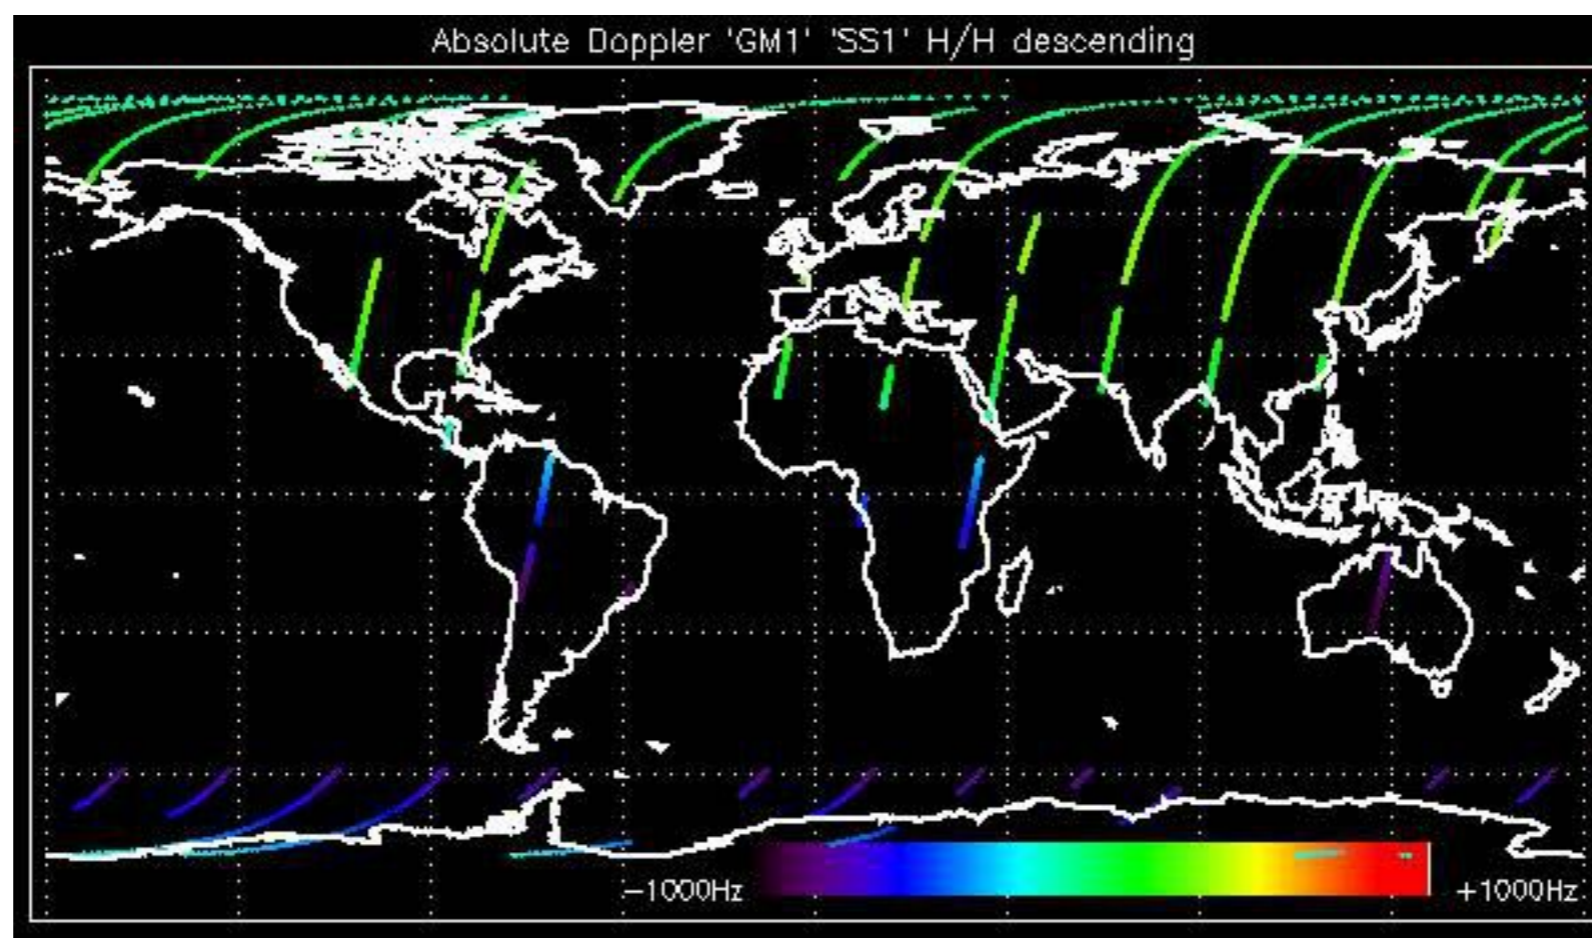 Absolute Doppler 'GM1' 'SS1' H/H descending
-1000Hz
+1000Hz